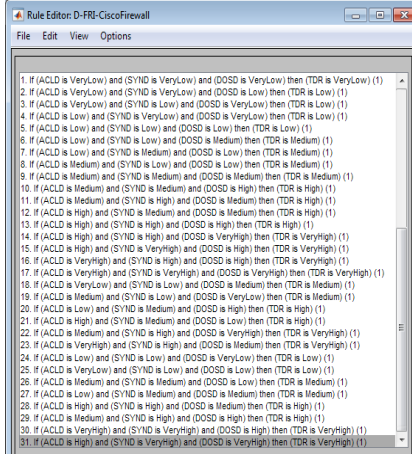 Rule Editor: D-FRI-CiscoFirewall
File Edit View Options
1. If (ACLD is VeryLow) and (SYND is VeryLow) and (DOSD is VeryLow) then (TDR is VeryLow) (1)
2. If (ACLD is VeryLow) and (SYND is VeryLow) and (DOSD is Low) then (TDR is Low) (1)
3. If (ACLD is VeryLow) and (SYND is Low) and (DOSD is VeryLow) then (TDR is Low) (1)
4. If (ACLD is Low) and (SYND is VeryLow) and (DOSD is VeryLow) then (TDR is Low) (1)
5. If (ACLD is Low) and (SYND is Low) and (DOSD is Low) then (TDR is Low) (1)
6. If (ACLD is Low) and (SYND is Low) and (DOSD is Medium) then (TDR is Medium) (1)
7. If (ACLD is Low) and (SYND is Medium) and (DOSD is Low) then (TDR is Medium) (1)
8. If (ACLD is Medium) and (SYND is Low) and (DOSD is Low) then (TDR is Medium) (1)
9. If (ACLD is Medium) and (SYND is Medium) and (DOSD is Medium) then (TDR is Medium) (1)
10. If (ACLD is Medium) and (SYND is Medium) and (DOSD is High) then (TDR is High) (1)
11. If (ACLD is Medium) and (SYND is High) and (DOSD is Medium) then (TDR is High) (1)
12. If (ACLD is High) and (SYND is Medium) and (DOSD is Medium) then (TDR is High) (1)
13. If (ACLD is High) and (SYND is High) and (DOSD is High) then (TDR is High) (1)
14. If (ACLD is High) and (SYND is High) and (DOSD is VeryHigh) then (TDR is VeryHigh) (1)
15. If (ACLD is High) and (SYND is VeryHigh) and (DOSD is High) then (TDR is VeryHigh) (1)
16. If (ACLD is VeryHigh) and (SYND is High) and (DOSD is High) then (TDR is VeryHigh) (1)
17. If (ACLD is VeryHigh) and (SYND is VeryHigh) and (DOSD is VeryHigh) then (TDR is VeryHigh) (1)
18. If (ACLD is VeryLow) and (SYND is Low) and (DOSD is Medium) then (TDR is Medium) (1)
19. If (ACLD is Medium) and (SYND is Low) and (DOSD is VeryLow) then (TDR is Medium) (1)
20. If (ACLD is Low) and (SYND is Medium) and (DOSD is High) then (TDR is High) (1)
21. If (ACLD is High) and (SYND is Medium) and (DOSD is Low) then (TDR is High) (1)
22. If (ACLD is Medium) and (SYND is High) and (DOSD is VeryHigh) then (TDR is VeryHigh) (1)
23. If (ACLD is VeryHigh) and (SYND is High) and (DOSD is Medium) then (TDR is VeryHigh) (1)
24. If (ACLD is Low) and (SYND is Low) and (DOSD is VeryLow) then (TDR is Low) (1)
25. If (ACLD is VeryLow) and (SYND is Low) and (DOSD is Low) then (TDR is Low) (1)
26. If (ACLD is Medium) and (SYND is Medium) and (DOSD is Low) then (TDR is Medium) (1)
27. If (ACLD is Low) and (SYND is Medium) and (DOSD is Medium) then (TDR is Medium) (1)
28. If (ACLD is High) and (SYND is High) and (DOSD is Medium) then (TDR is High) (1)
29. If (ACLD is Medium) and (SYND is High) and (DOSD is High) then (TDR is High) (1)
30. If (ACLD is VeryHigh) and (SYND is VeryHigh) and (DOSD is High) then (TDR is VeryHigh) (1)
31. If (ACLD is High) and (SYND is VeryHigh) and (DOSD is VeryHigh) then (TDR is VeryHigh) (1)